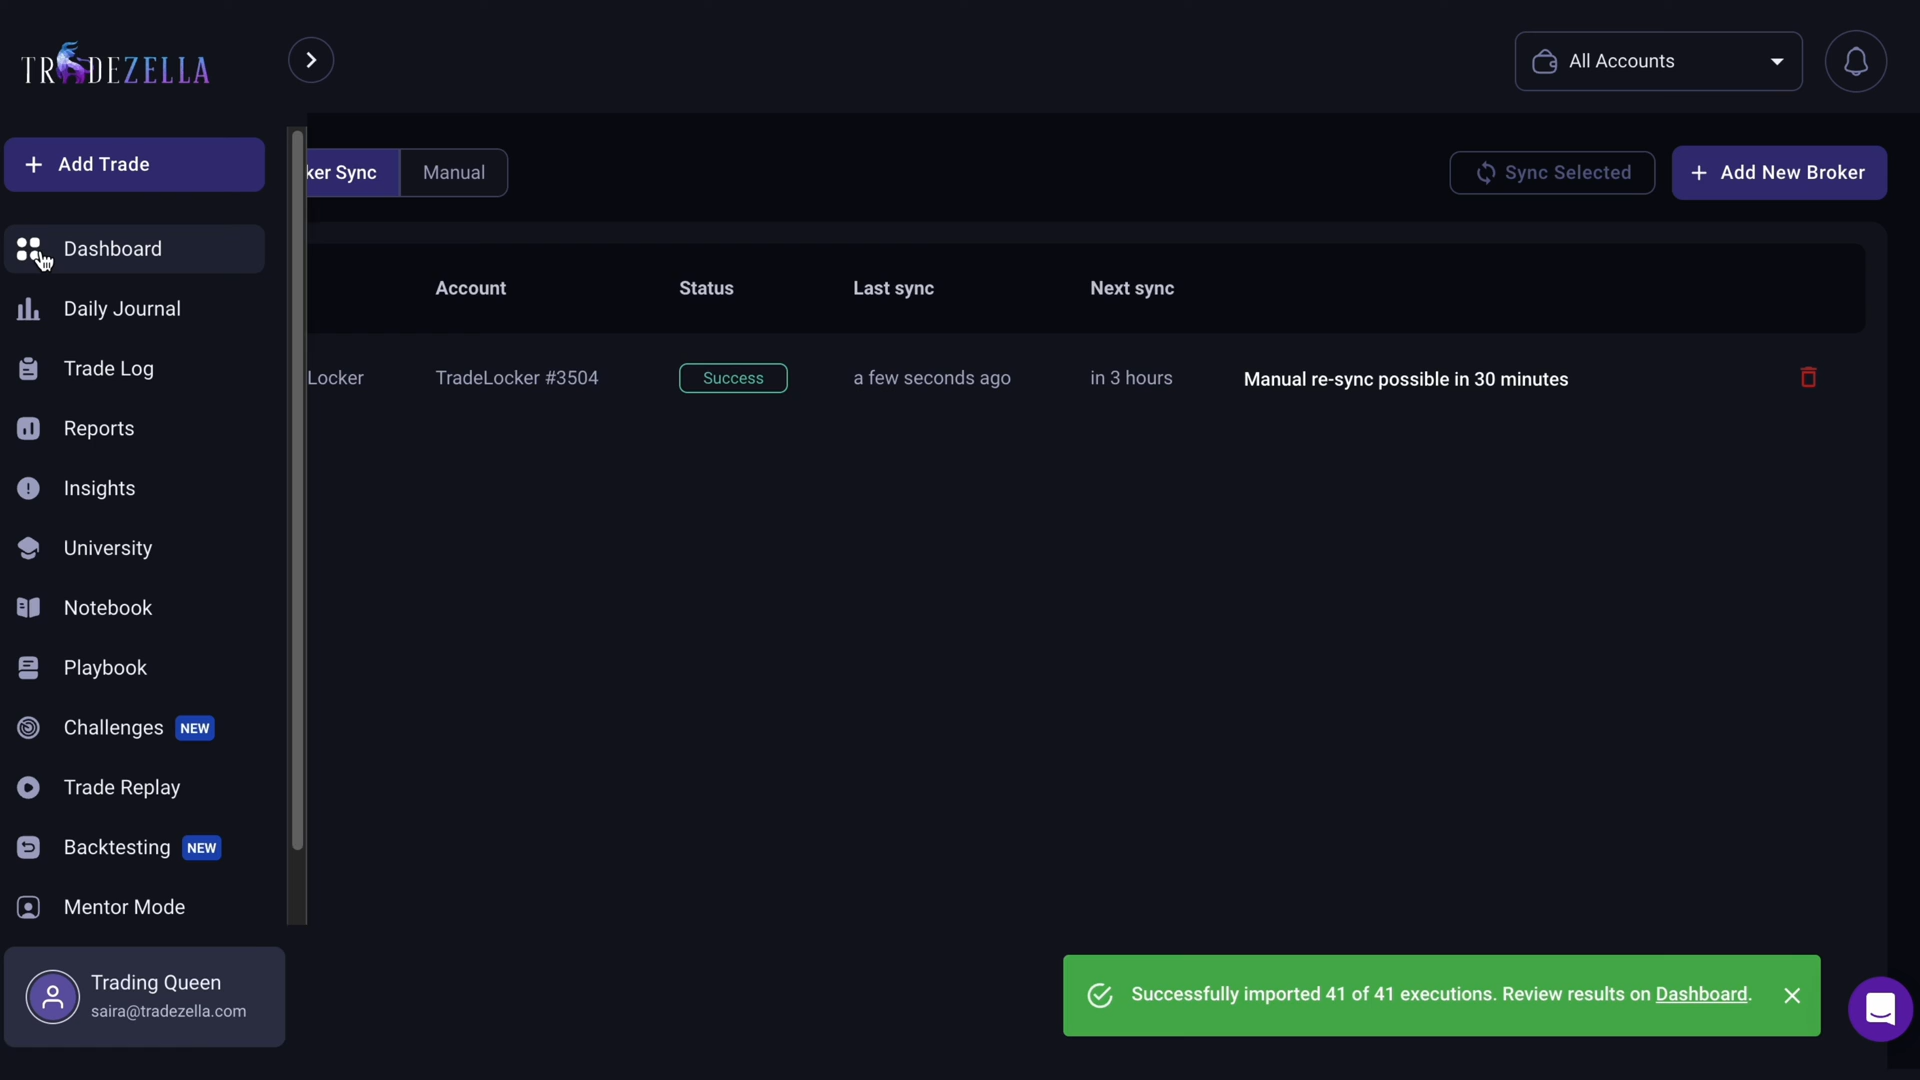 TRADEZELLA
All Accounts
+ Add Trade
ker Sync
Manual
Sync Selected
+ Add New Broker
Dashboard
Account
Status
Last sync
Next sync
Daily Journal
Trade Log
Locker
TradeLocker #3504
Success
a few seconds ago
in 3 hours
Manual re-sync possible in 30 minutes
Reports
Insights
University
Notebook
Playbook
Challenges NEW
Trade Replay
Backtesting NEW
Mentor Mode
Trading Queen
saira@tradezella.com
Successfully imported 41 of 41 executions. Review results on Dashboard.